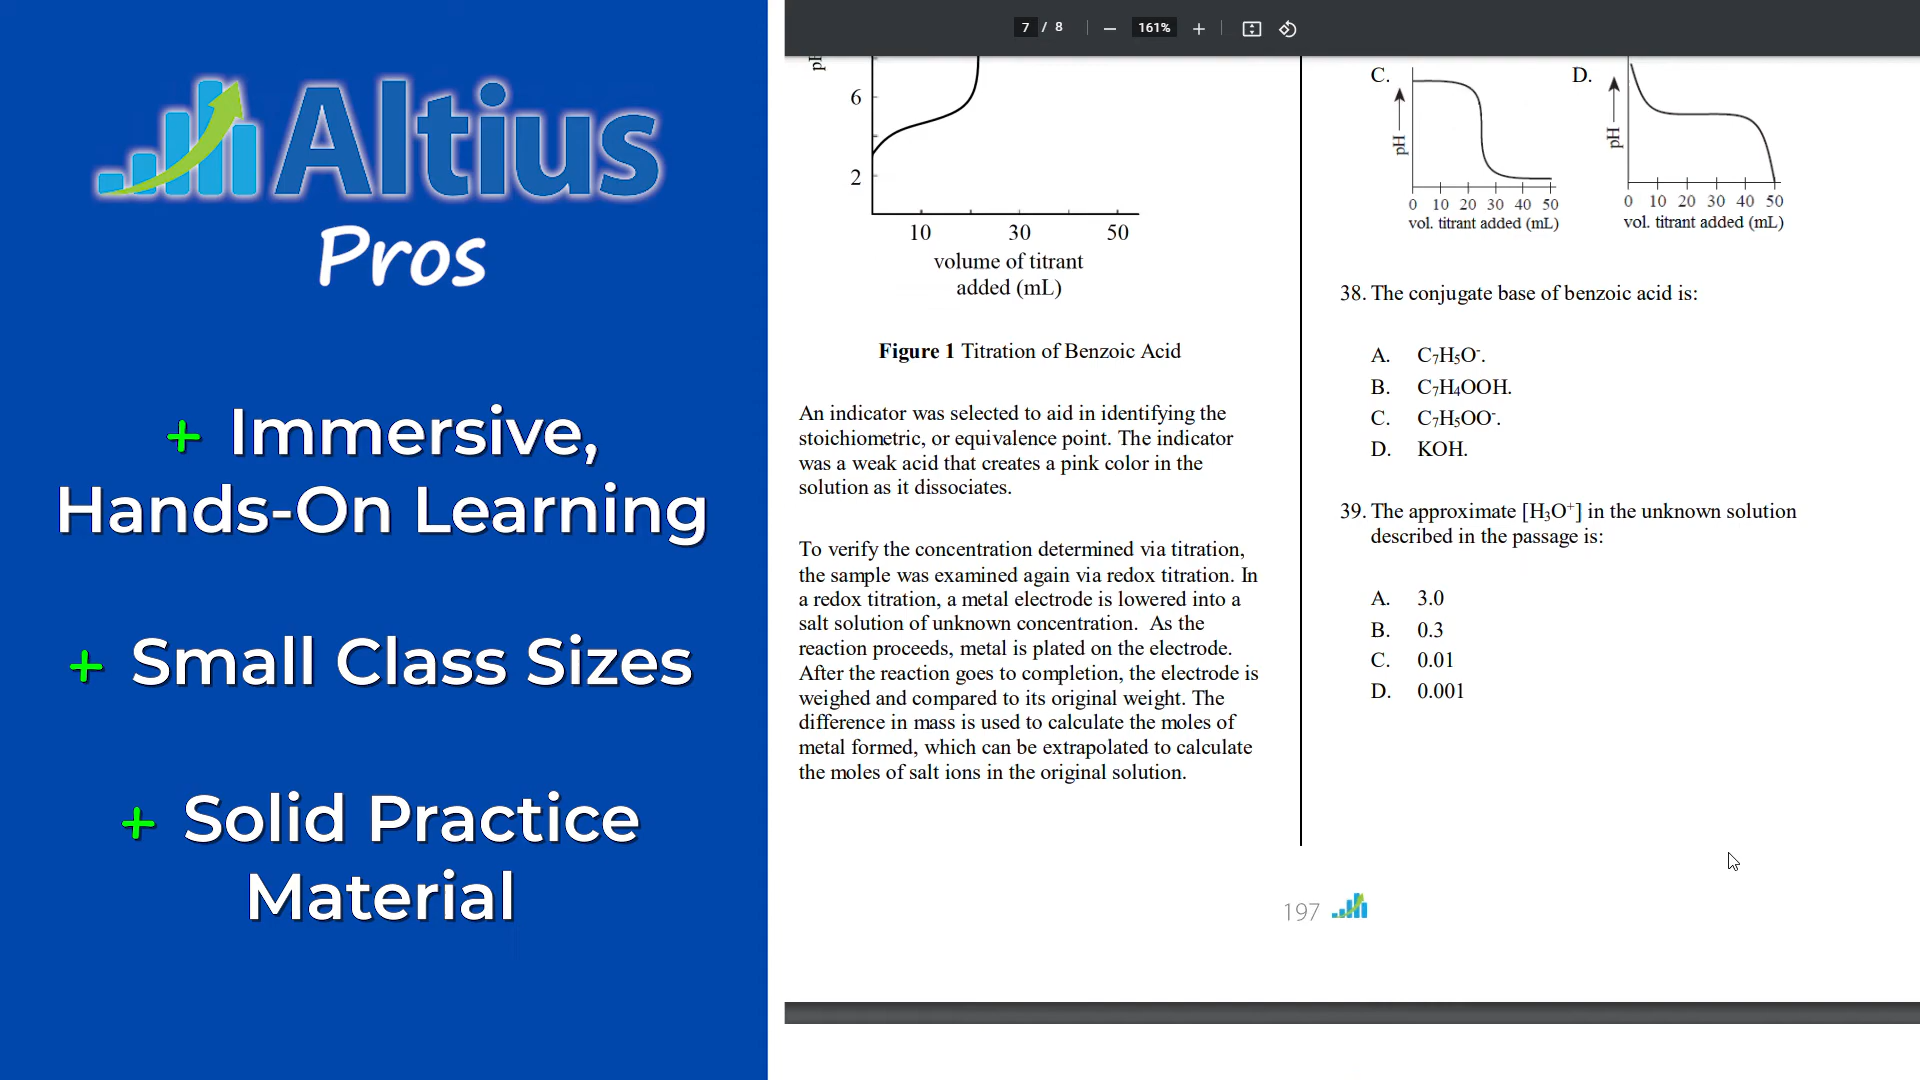 Altius
Pros
+ Immersive,
Hands-On Learning
+ Small Class Sizes
+ Solid Practice
Material
7 / 8
161%
pH
6
2
10 30 50
volume of titrant
added (mL)
Figure 1 Titration of Benzoic Acid
An indicator was selected to aid in identifying the
stoichiometric, or equivalence point. The indicator
was a weak acid that creates a pink color in the
solution as it dissociates.
To verify the concentration determined via titration,
the sample was examined again via redox titration. In
a redox titration, a metal electrode is lowered into a
salt solution of unknown concentration. As the
reaction proceeds, metal is plated on the electrode.
After the reaction goes to completion, the electrode is
weighed and compared to its original weight. The
difference in mass is used to calculate the moles of
metal formed, which can be extrapolated to calculate
the moles of salt ions in the original solution.
C.
pH
0 10 20 30 40 50
vol. titrant added (mL)
D.
pH
0 10 20 30 40 50
vol. titrant added (mL)
38. The conjugate base of benzoic acid is:
A. C₇H₅O⁻.
B. C₇H₄OOH.
C. C₇H₅OO⁻.
D. KOH.
39. The approximate [H₃O⁺] in the unknown solution
described in the passage is:
A. 3.0
B. 0.3
C. 0.01
D. 0.001
197